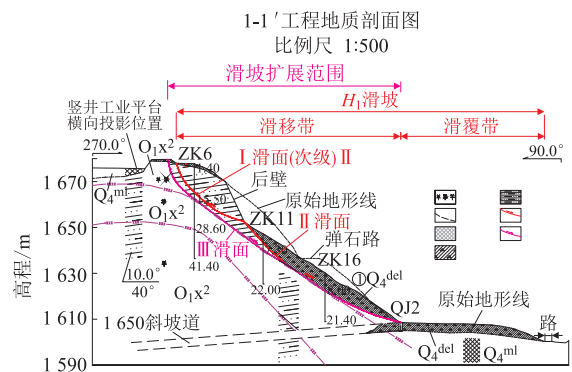 1-1′工程地质剖面图
比例尺 1:500
滑坡扩展范围
H₁滑坡
竖井工业平台
横向投影位置
滑移带
滑覆带
270.0°
O₁x²
ZK6
Ⅰ滑面(次级)Ⅱ
90.0°
1.40
后壁
1 670
Q₄ᵐˡ
O₁x²
15.50
ZK11
原始地形线
1 650
28.60
Ⅱ滑面
Ⅲ滑面
弹石路
高程/m
41.40
ZK16
1 630
10.0°
40°
22.00
①Q₄ᵈᵉˡ
O₁x²
21.40
QJ2
原始地形线
1 610
1 650斜坡道
路
Q₄ᵈᵉˡ
Q₄ᵐˡ
1 590